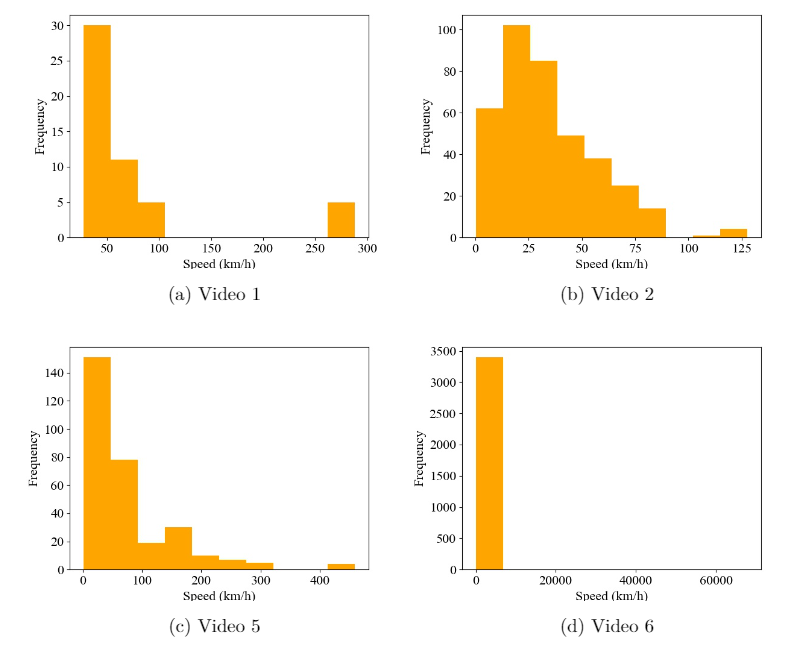 30
25
20
15
10
5
0
Frequency
50 100 150 200 250 300
Speed (km/h)
(a) Video 1
100
80
60
40
20
0
Frequency
0 25 50 75 100 125
Speed (km/h)
(b) Video 2
140
120
100
80
60
40
20
0
Frequency
0 100 200 300 400
Speed (km/h)
(c) Video 5
3500
3000
2500
2000
1500
1000
500
0
Frequency
0 20000 40000 60000
Speed (km/h)
(d) Video 6